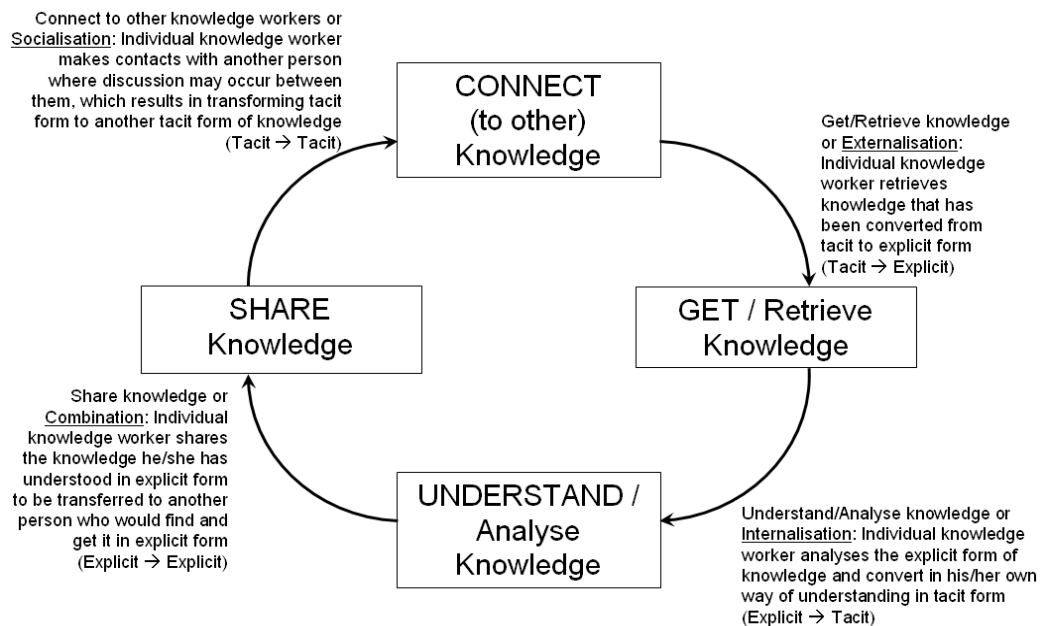 Connect to other knowledge workers or
Socialisation: Individual knowledge worker
makes contacts with another person
where discussion may occur between
them, which results in transforming tacit
form to another tacit form of knowledge
(Tacit → Tacit)
CONNECT
(to other)
Knowledge
Get/Retrieve knowledge
or Externalisation:
Individual knowledge
worker retrieves
knowledge that has
been converted from
tacit to explicit form
(Tacit → Explicit)
SHARE
Knowledge
GET / Retrieve
Knowledge
Share knowledge or
Combination: Individual
knowledge worker shares
the knowledge he/she has
understood in explicit form
to be transferred to another
person who would find and
get it in explicit form
(Explicit → Explicit)
UNDERSTAND /
Analyse
Knowledge
Understand/Analyse knowledge or
Internalisation: Individual knowledge
worker analyses the explicit form of
knowledge and convert in his/her own
way of understanding in tacit form
(Explicit → Tacit)